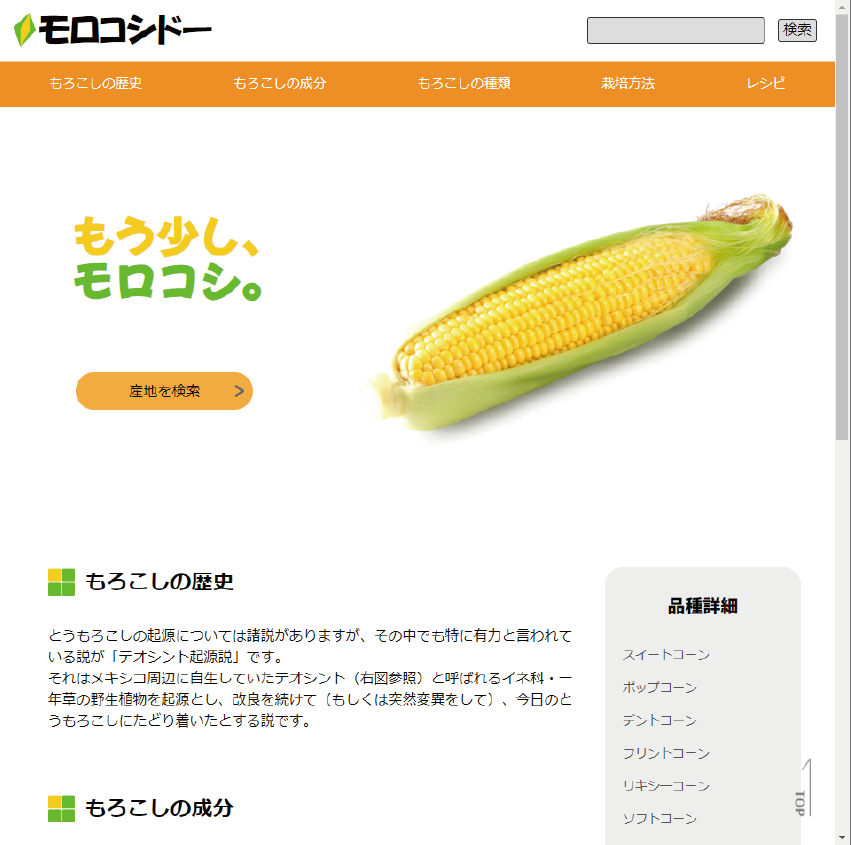 モロコシドー
検索
もろこしの歴史
もろこしの成分
もろこしの種類
栽培方法
レシピ
もう少し、
モロコシ。
産地を検索
もろこしの歴史
とうもろこしの起源については諸説がありますが、その中でも特に有力と言われて
いる説が「テオシント起源説」です。
それはメキシコ周辺に自生していたテオシント（右図参照）と呼ばれるイネ科・一
年草の野生植物を起源とし、改良を続けて（もしくは突然変異をして）、今日のと
うもろこしにたどり着いたとする説です。
もろこしの成分
品種詳細
スイートコーン
ポップコーン
デントコーン
フリントコーン
リキシーコーン
ソフトコーン
TOP